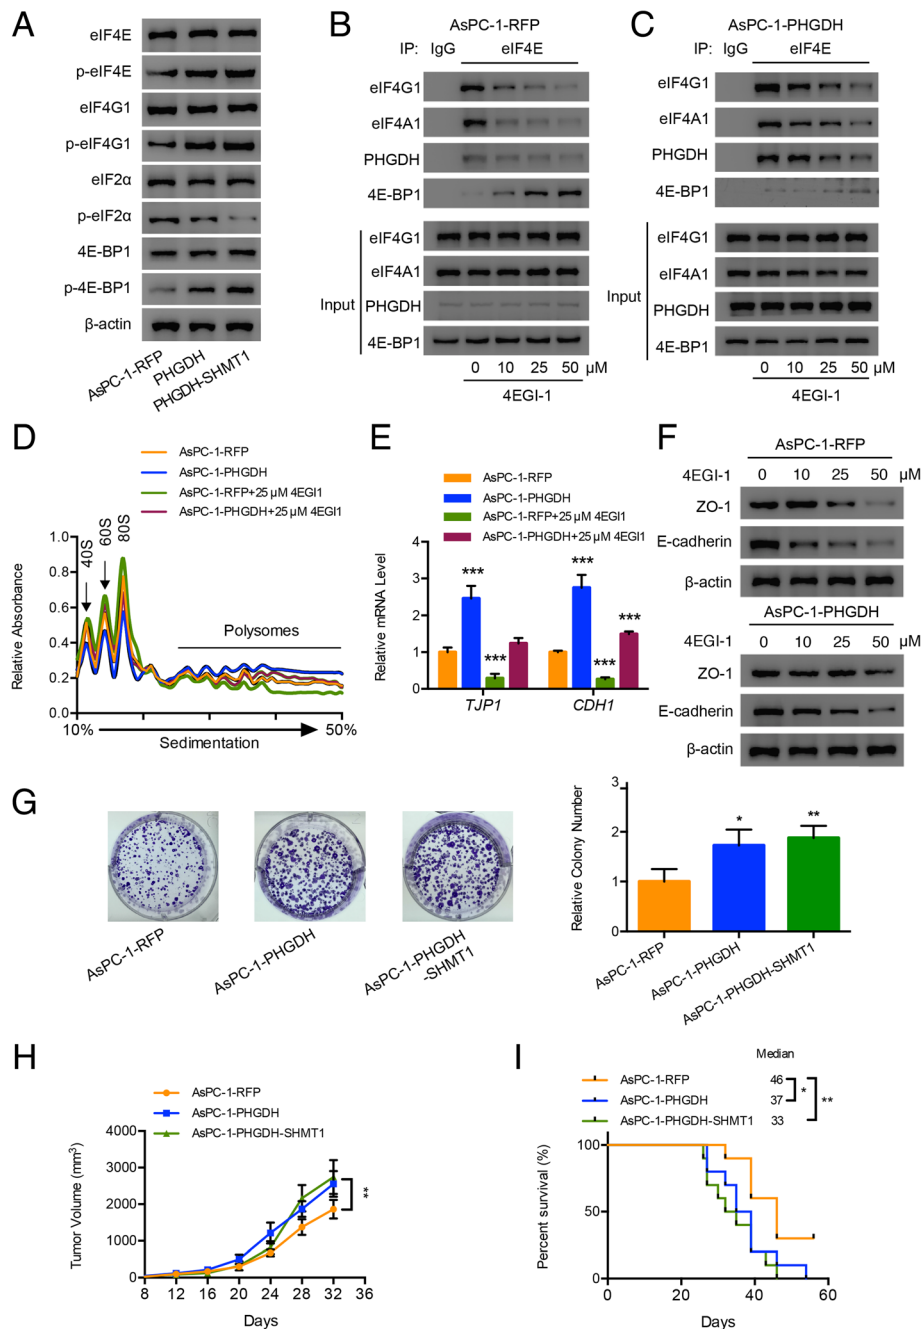 A
eIF4E
p-eIF4E
eIF4G1
p-eIF4G1
eIF2α
p-eIF2α
4E-BP1
p-4E-BP1
β-actin
AsPC-1-RFP
PHGDH
PHGDH-SHMT1
B
AsPC-1-RFP
IP: IgG eIF4E
eIF4G1
eIF4A1
PHGDH
4E-BP1
Input
eIF4G1
eIF4A1
PHGDH
4E-BP1
0 10 25 50 μM
4EGI-1
C
AsPC-1-PHGDH
IP: IgG eIF4E
eIF4G1
eIF4A1
PHGDH
4E-BP1
Input
eIF4G1
eIF4A1
PHGDH
4E-BP1
0 10 25 50 μM
4EGI-1
D
AsPC-1-RFP
AsPC-1-PHGDH
AsPC-1-RFP+25 μM 4EGI1
AsPC-1-PHGDH+25 μM 4EGI1
Relative Absorbance
1.0
0.8
0.6
0.4
0.2
0.0
40S
60S
80S
Polysomes
10% 50%
Sedimentation
E
AsPC-1-RFP
AsPC-1-PHGDH
AsPC-1-RFP+25 μM 4EGI1
AsPC-1-PHGDH+25 μM 4EGI1
Relative mRNA Level
4
3
2
1
0
*** *** *** *** ***
TJP1 CDH1
F
AsPC-1-RFP
4EGI-1 0 10 25 50 μM
ZO-1
E-cadherin
β-actin
AsPC-1-PHGDH
4EGI-1 0 10 25 50 μM
ZO-1
E-cadherin
β-actin
G
AsPC-1-RFP
AsPC-1-PHGDH
AsPC-1-PHGDH
-SHMT1
Relative Colony Number
3
2
1
0
* **
AsPC-1-RFP
AsPC-1-PHGDH
AsPC-1-PHGDH-SHMT1
H
AsPC-1-RFP
AsPC-1-PHGDH
AsPC-1-PHGDH-SHMT1
Tumor Volume (mm³)
4000
3000
2000
1000
0
**
8 12 16 20 24 28 32 36
Days
I
Median
AsPC-1-RFP 46
AsPC-1-PHGDH 37 *
AsPC-1-PHGDH-SHMT1 33 **
Percent survival (%)
100
50
0
0 20 40 60
Days